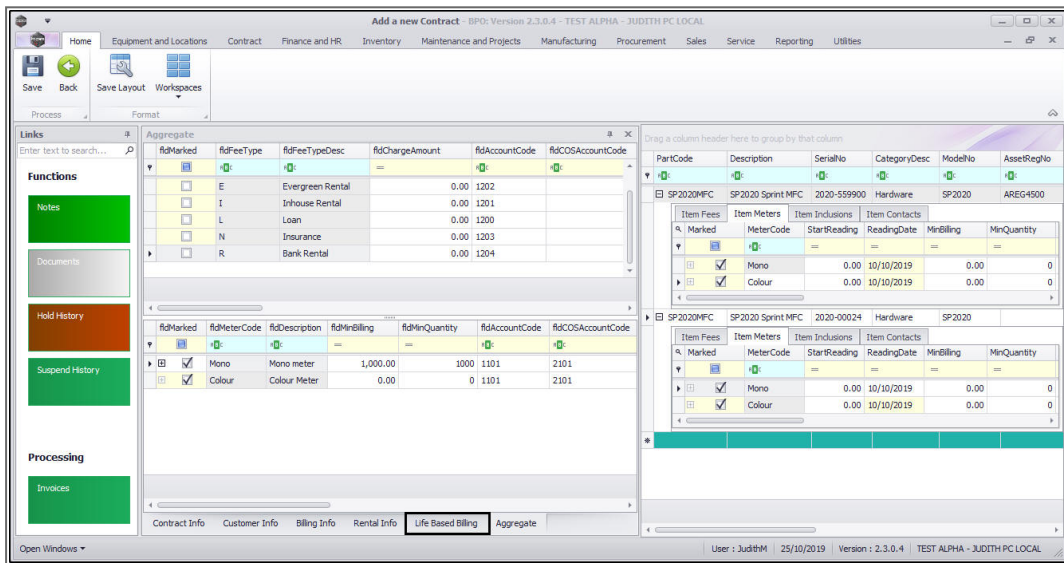 Add a new Contract - BPO: Version 2.3.0.4 - TEST ALPHA - JUDITH PC LOCAL
Home Equipment and Locations Contract Finance and HR Inventory Maintenance and Projects Manufacturing Procurement Sales Service Reporting Utilities
Save Back Save Layout Workspaces
Process Format
Links
Enter text to search...
Functions
Notes
Documents
Hold History
Suspend History
Processing
Invoices
Aggregate
fldMarked fldFeeType fldFeeTypeDesc fldChargeAmount fldAccountCode fldCOSAccountCode
E Evergreen Rental 0.00 1202
I Inhouse Rental 0.00 1201
L Loan 0.00 1200
N Insurance 0.00 1203
R Bank Rental 0.00 1204
fldMarked fldMeterCode fldDescription fldMinBilling fldMinQuantity fldAccountCode fldCOSAccountCode
Mono Mono meter 1,000.00 1000 1101 2101
Colour Colour Meter 0.00 0 1101 2101
Contract Info Customer Info Billing Info Rental Info Life Based Billing Aggregate
Drag a column header here to group by that column
PartCode Description SerialNo CategoryDesc ModelNo AssetRegNo
SP2020MFC SP2020 Sprint MFC 2020-559900 Hardware SP2020 AREG4500
Item Fees Item Meters Item Inclusions Item Contacts
Marked MeterCode StartReading ReadingDate MinBilling MinQuantity
Mono 0.00 10/10/2019 0.00 0
Colour 0.00 10/10/2019 0.00 0
SP2020MFC SP2020 Sprint MFC 2020-00024 Hardware SP2020
Item Fees Item Meters Item Inclusions Item Contacts
Marked MeterCode StartReading ReadingDate MinBilling MinQuantity
Mono 0.00 10/10/2019 0.00 0
Colour 0.00 10/10/2019 0.00 0
Open Windows
User : JudithM 25/10/2019 Version : 2.3.0.4 TEST ALPHA - JUDITH PC LOCAL